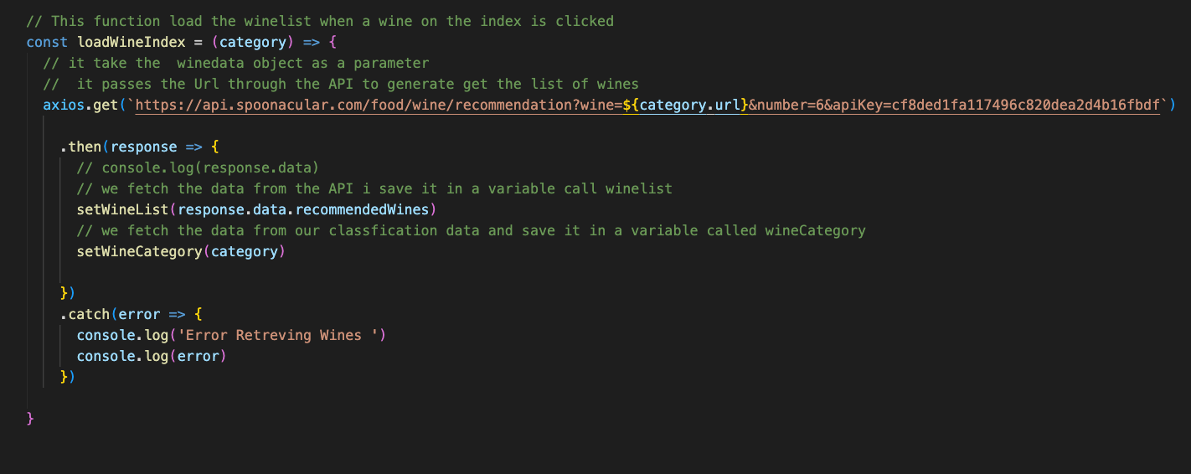 // This function load the winelist when a wine on the index is clicked
const loadWineIndex = (category) => {
// it take the  winedata object as a parameter
//  it passes the Url through the API to generate get the list of wines
axios.get(`https://api.spoonacular.com/food/wine/recommendation?wine=${category.url}&number=6&apiKey=cf8ded1fa117496c820dea2d4b16fbdf`)
.then(response => {
// console.log(response.data)
// we fetch the data from the API i save it in a variable call winelist
setWineList(response.data.recommendedWines)
// we fetch the data from our classfication data and save it in a variable called wineCategory
setWineCategory(category)
})
.catch(error => {
console.log('Error Retreving Wines ')
console.log(error)
})
}